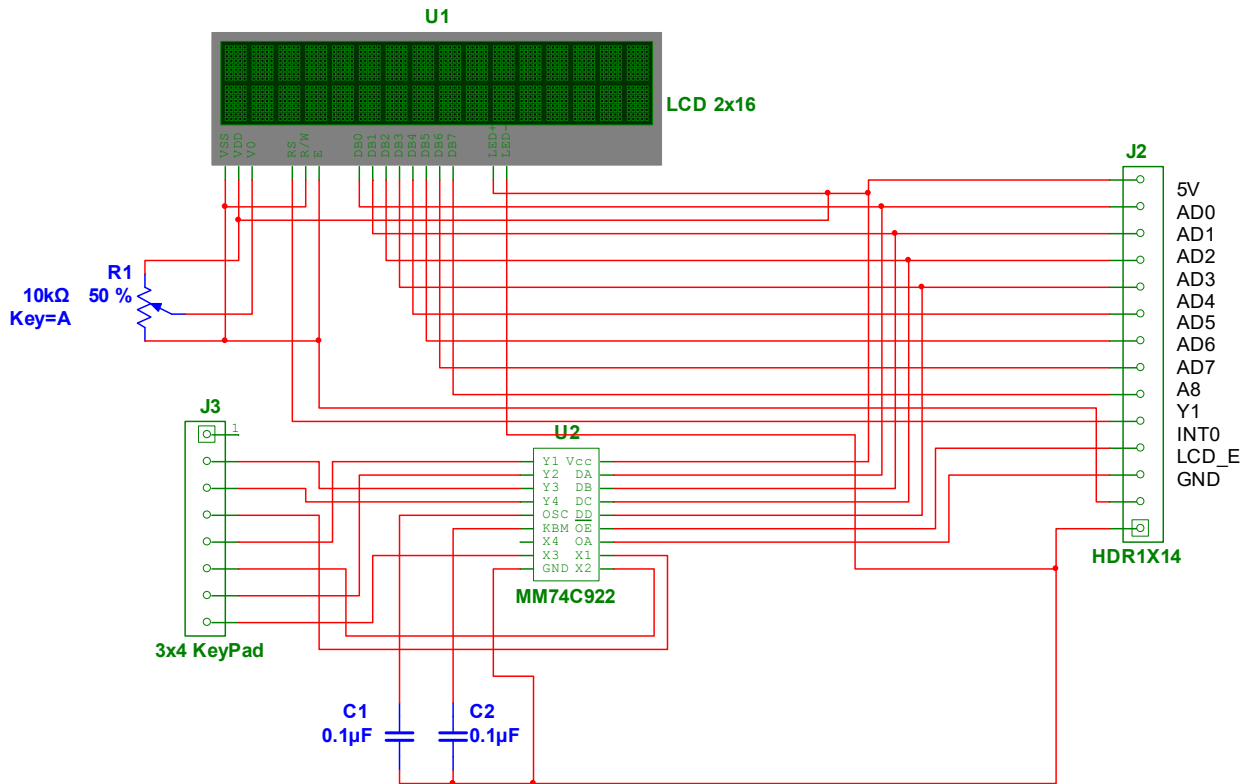 U1
LCD 2x16
VSS
VDD
VO
RS
R/W
E
DB0
DB1
DB2
DB3
DB4
DB5
DB6
DB7
LED+
LED-
J2
5V
AD0
AD1
AD2
AD3
AD4
AD5
AD6
AD7
A8
Y1
INT0
LCD_E
GND
HDR1X14
R1
10kΩ 50 %
Key=A
J3
1
3x4 KeyPad
U2
Y1 Vcc
Y2 DA
Y3 DB
Y4 DC
OSC DD
KBM OE
X4 OA
X3 X1
GND X2
MM74C922
C1
0.1µF
C2
0.1µF